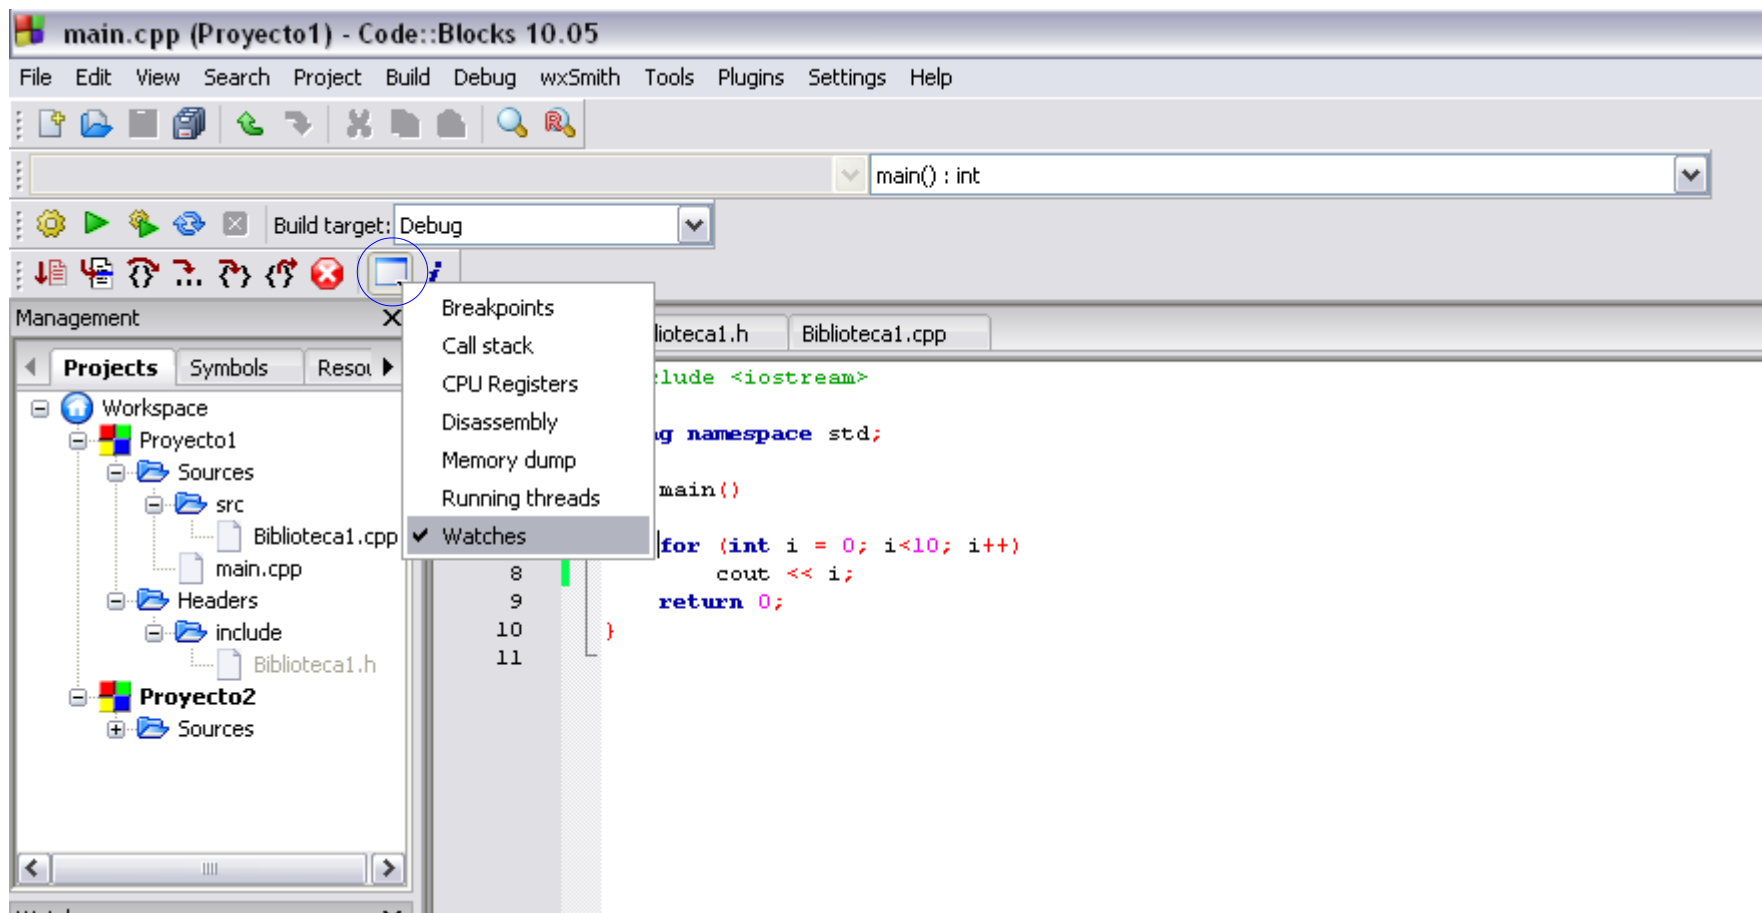 main.cpp (Proyecto1) - Code::Blocks 10.05
File Edit View Search Project Build Debug wxSmith Tools Plugins Settings Help
main() : int
Build target: Debug
Management
Projects Symbols
Breakpoints
Call stack
CPU Registers
Disassembly
Memory dump
Running threads
Watches
Workspace
Proyecto1
Sources
src
Biblioteca1.cpp
main.cpp
Headers
include
Biblioteca1.h
Proyecto2
Sources
lioteca1.h Biblioteca1.cpp
lude <iostream>
g namespace std;
main()
for (int i = 0; i<10; i++)
8 cout << i;
9 return 0;
10 }
11